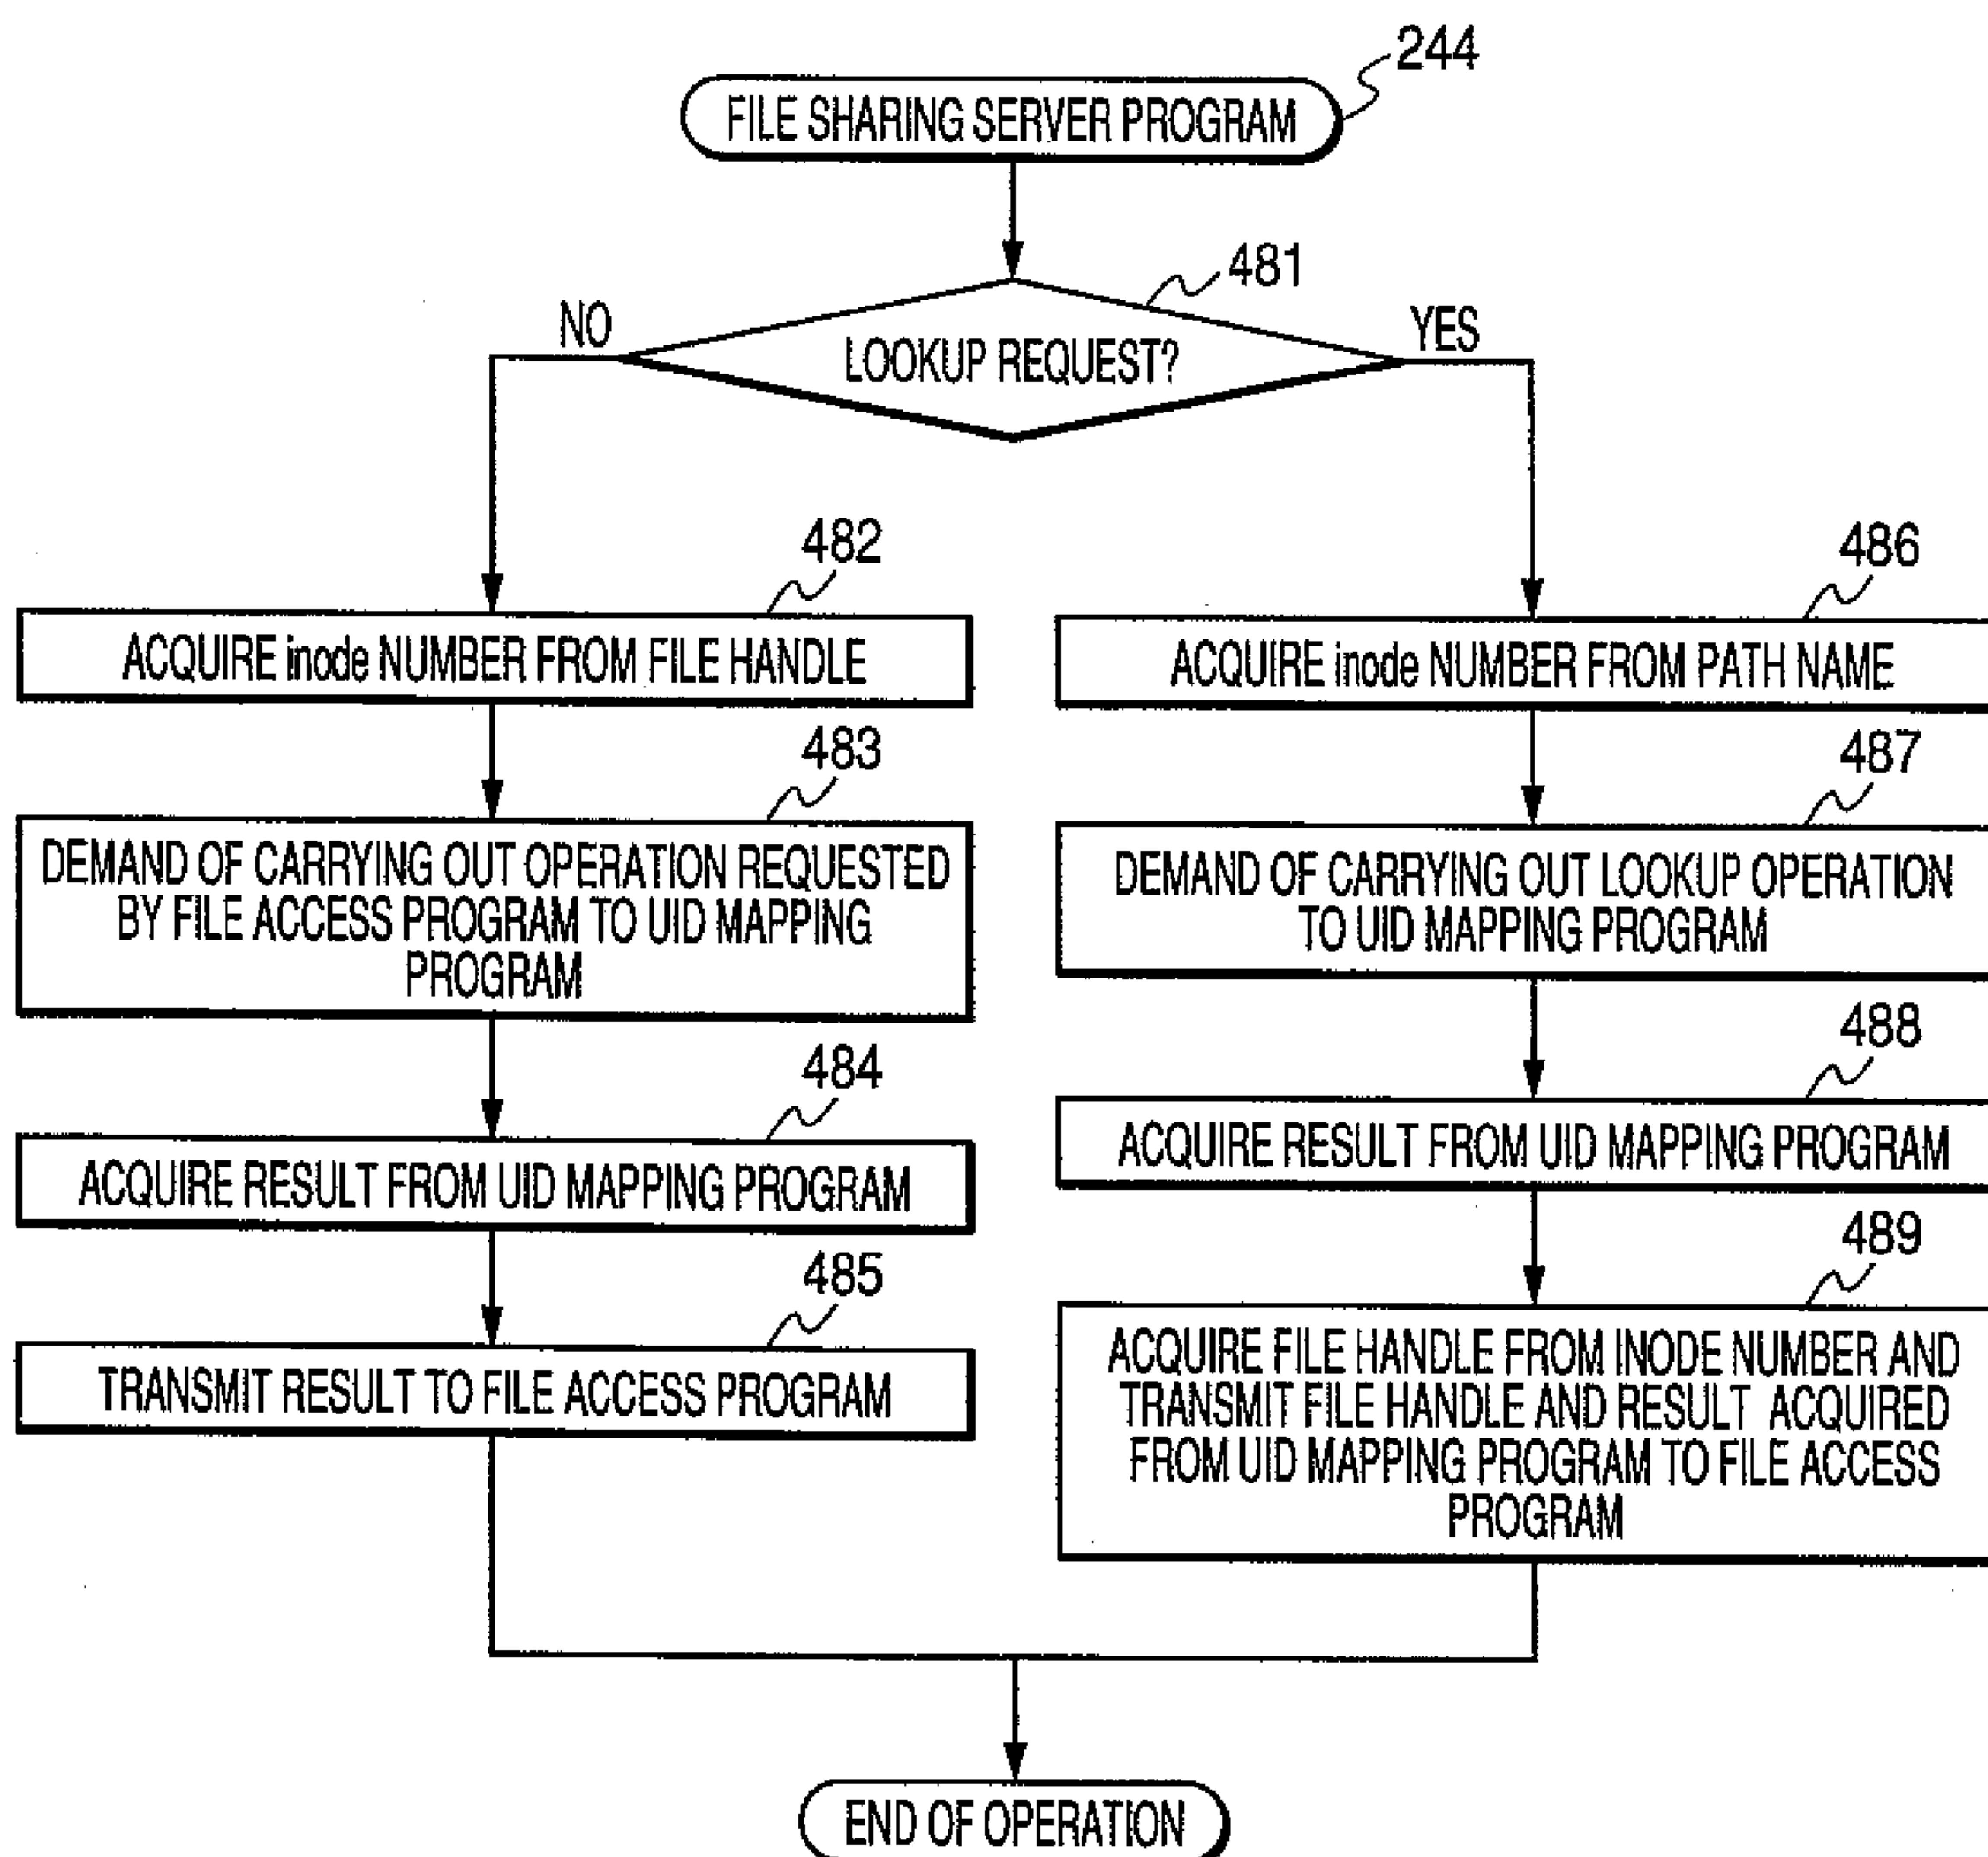 244
FILE SHARING SERVER PROGRAM
481
NO
YES
LOOKUP REQUEST?
482
ACQUIRE inode NUMBER FROM FILE HANDLE
483
DEMAND OF CARRYING OUT OPERATION REQUESTED
BY FILE ACCESS PROGRAM TO UID MAPPING
PROGRAM
484
ACQUIRE RESULT FROM UID MAPPING PROGRAM
485
TRANSMIT RESULT TO FILE ACCESS PROGRAM
486
ACQUIRE inode NUMBER FROM PATH NAME
487
DEMAND OF CARRYING OUT LOOKUP OPERATION
TO UID MAPPING PROGRAM
488
ACQUIRE RESULT FROM UID MAPPING PROGRAM
489
ACQUIRE FILE HANDLE FROM INODE NUMBER AND
TRANSMIT FILE HANDLE AND RESULT ACQUIRED
FROM UID MAPPING PROGRAM TO FILE ACCESS
PROGRAM
END OF OPERATION